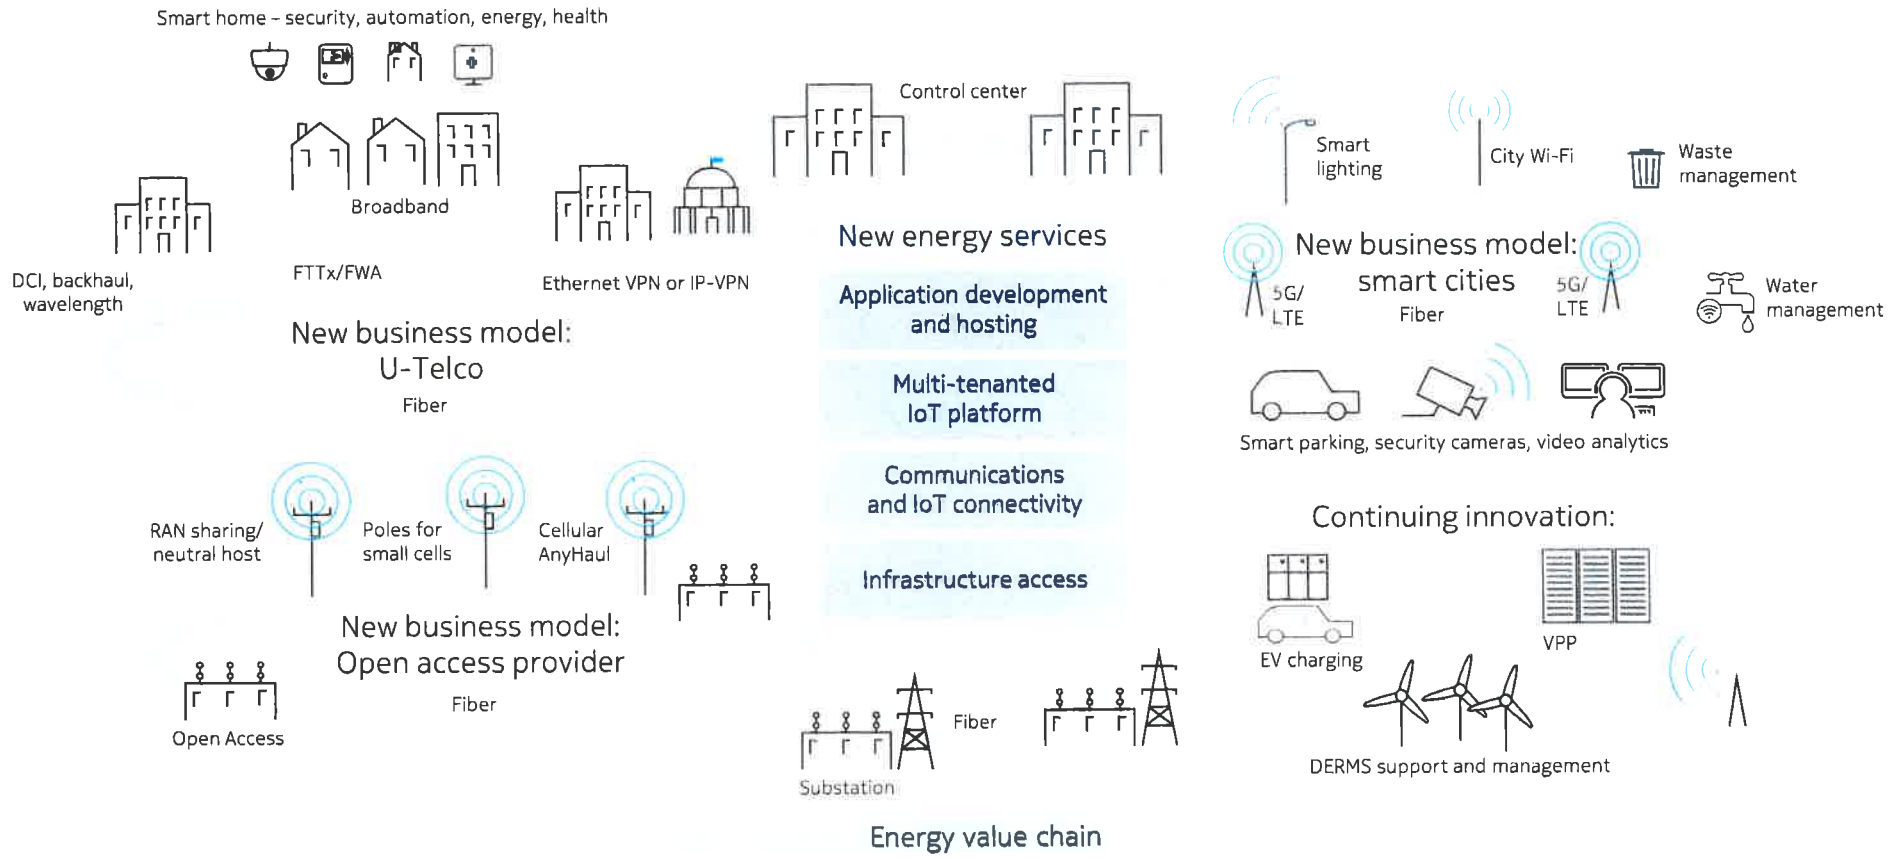 Smart home – security, automation, energy, health
Broadband
DCI, backhaul,
wavelength
FTTx/FWA
Ethernet VPN or IP-VPN
New business model:
U-Telco
Fiber
RAN sharing/
neutral host
Poles for
small cells
Cellular
AnyHaul
New business model:
Open access provider
Fiber
Open Access
Control center
New energy services
Application development
and hosting
Multi-tenanted
IoT platform
Communications
and IoT connectivity
Infrastructure access
Fiber
Substation
Energy value chain
Smart
lighting
City Wi-Fi
Waste
management
New business model:
smart cities
5G/
LTE
Fiber
5G/
LTE
Water
management
Smart parking, security cameras, video analytics
Continuing innovation:
EV charging
VPP
DERMS support and management